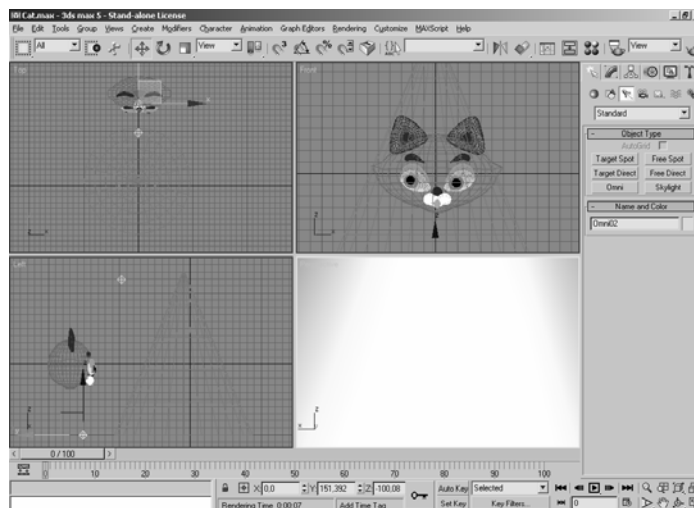 Cat.max - 3ds max 5 - Stand-alone License
File Edit Tools Group Views Create Modifiers Character Animation Graph Editors Rendering Customize MAXScript Help
All View View
Top Front
Standard
- Object Type
AutoGrid
Target Spot Free Spot
Target Direct Free Direct
Omni Skylight
- Name and Color
Omni02
Left
0 / 100
0 10 20 30 40 50 60 70 80 90 100
X: 0,0 Y: 151,392 Z: -100,08 Auto Key Selected
Rendering Time 0:00:07 Add Time Tag Set Key Key Filters... 0